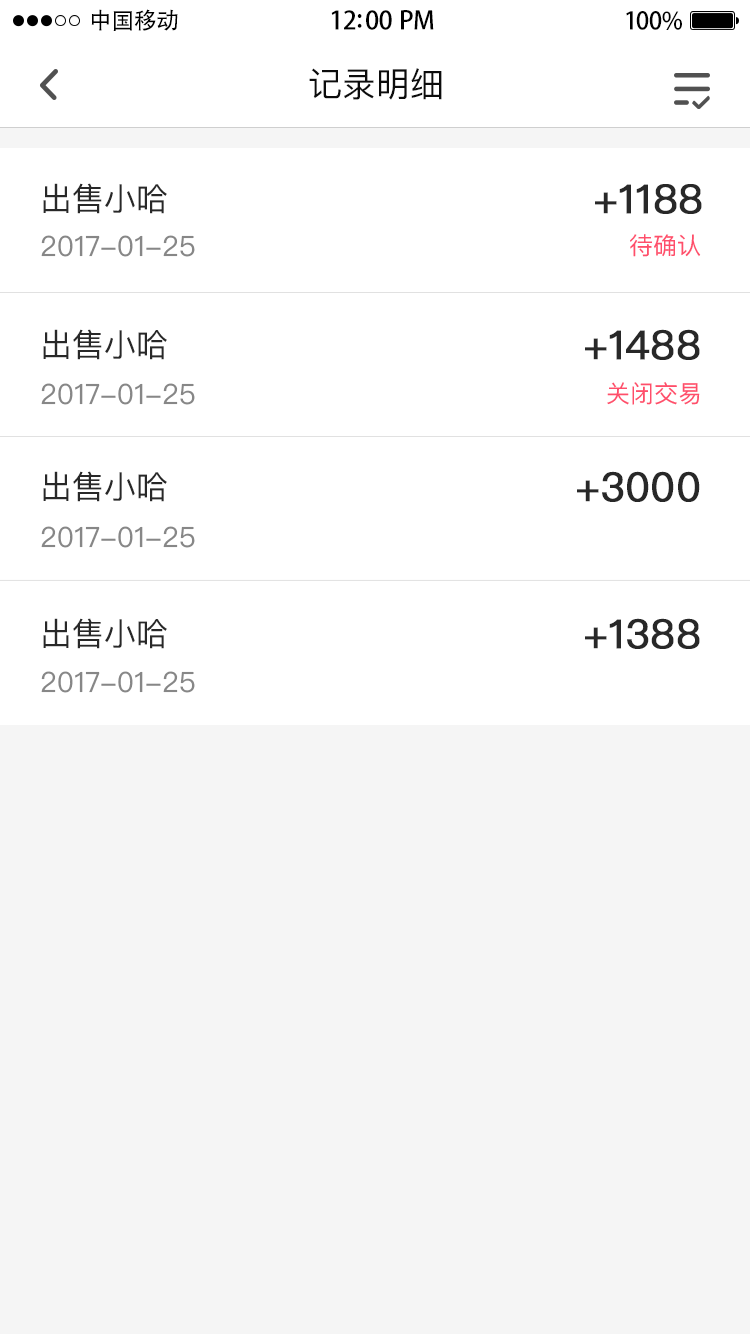 中国移动 12:00 PM 100%
记录明细
出售小哈 +1188
2017-01-25 待确认
出售小哈 +1488
2017-01-25 关闭交易
出售小哈 +3000
2017-01-25
出售小哈 +1388
2017-01-25